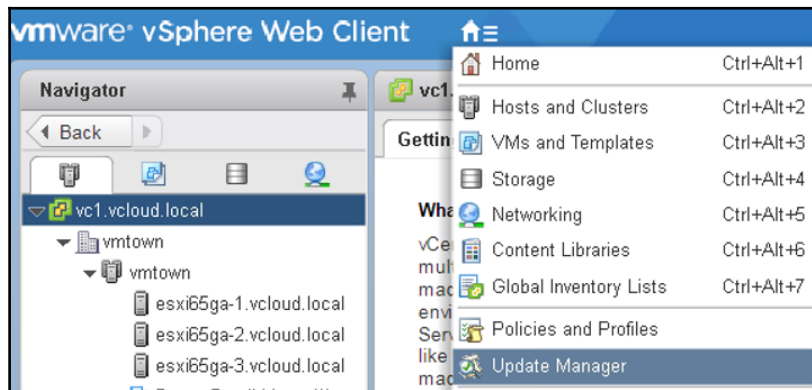 vmware® vSphere Web Client
Navigator
Back
vc1.vcloud.local
vmtown
vmtown
esxi65ga-1.vcloud.local
esxi65ga-2.vcloud.local
esxi65ga-3.vcloud.local
vc1.
Gettin
Wha
vCe
mult
mac
envi
Serv
like
mac
Home Ctrl+Alt+1
Hosts and Clusters Ctrl+Alt+2
VMs and Templates Ctrl+Alt+3
Storage Ctrl+Alt+4
Networking Ctrl+Alt+5
Content Libraries Ctrl+Alt+6
Global Inventory Lists Ctrl+Alt+7
Policies and Profiles
Update Manager